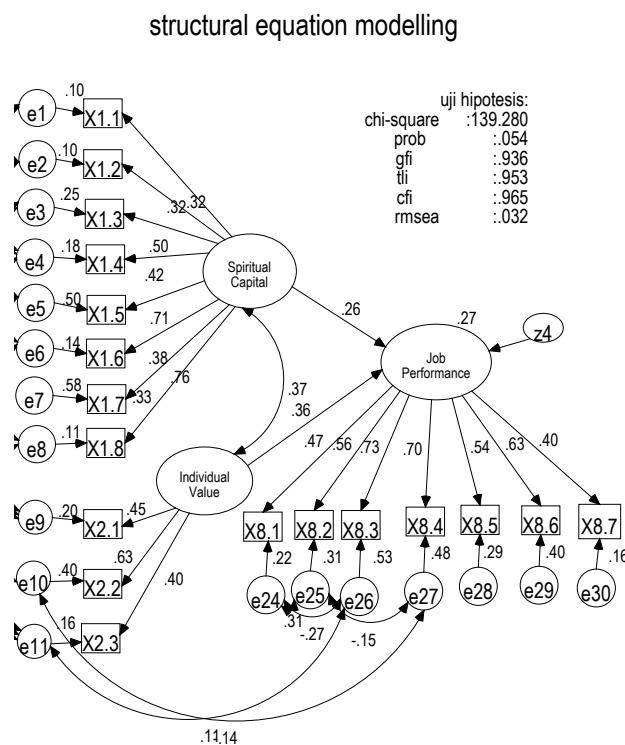 structural equation modelling
uji hipotesis:
chi-square :139.280
prob :.054
gfi :.936
tli :.953
cfi :.965
rmsea :.032
.10
e1 X1.1
.10
e2 X1.2
.32 .32
.25
e3 X1.3
.18 .50
e4 X1.4
Spiritual
Capital
.42
.50
e5 X1.5
.71
.26
.27
z4
.14
e6 X1.6
.38
Job
Performance
.58 .33 .76
e7 X1.7
.37
.36
.11
e8 X1.8
.47 .56 .73 .70 .54 .63 .40
Individual
Value
.20 .45
e9 X2.1
X8.1 X8.2 X8.3 X8.4 X8.5 X8.6 X8.7
.63
.40
e10 X2.2
.40
.22 .31 .53 .48 .29 .40 .16
e24 e25 e26 e27 e28 e29 e30
.16
e11 X2.3
.31
-.27
-.15
.11 .14